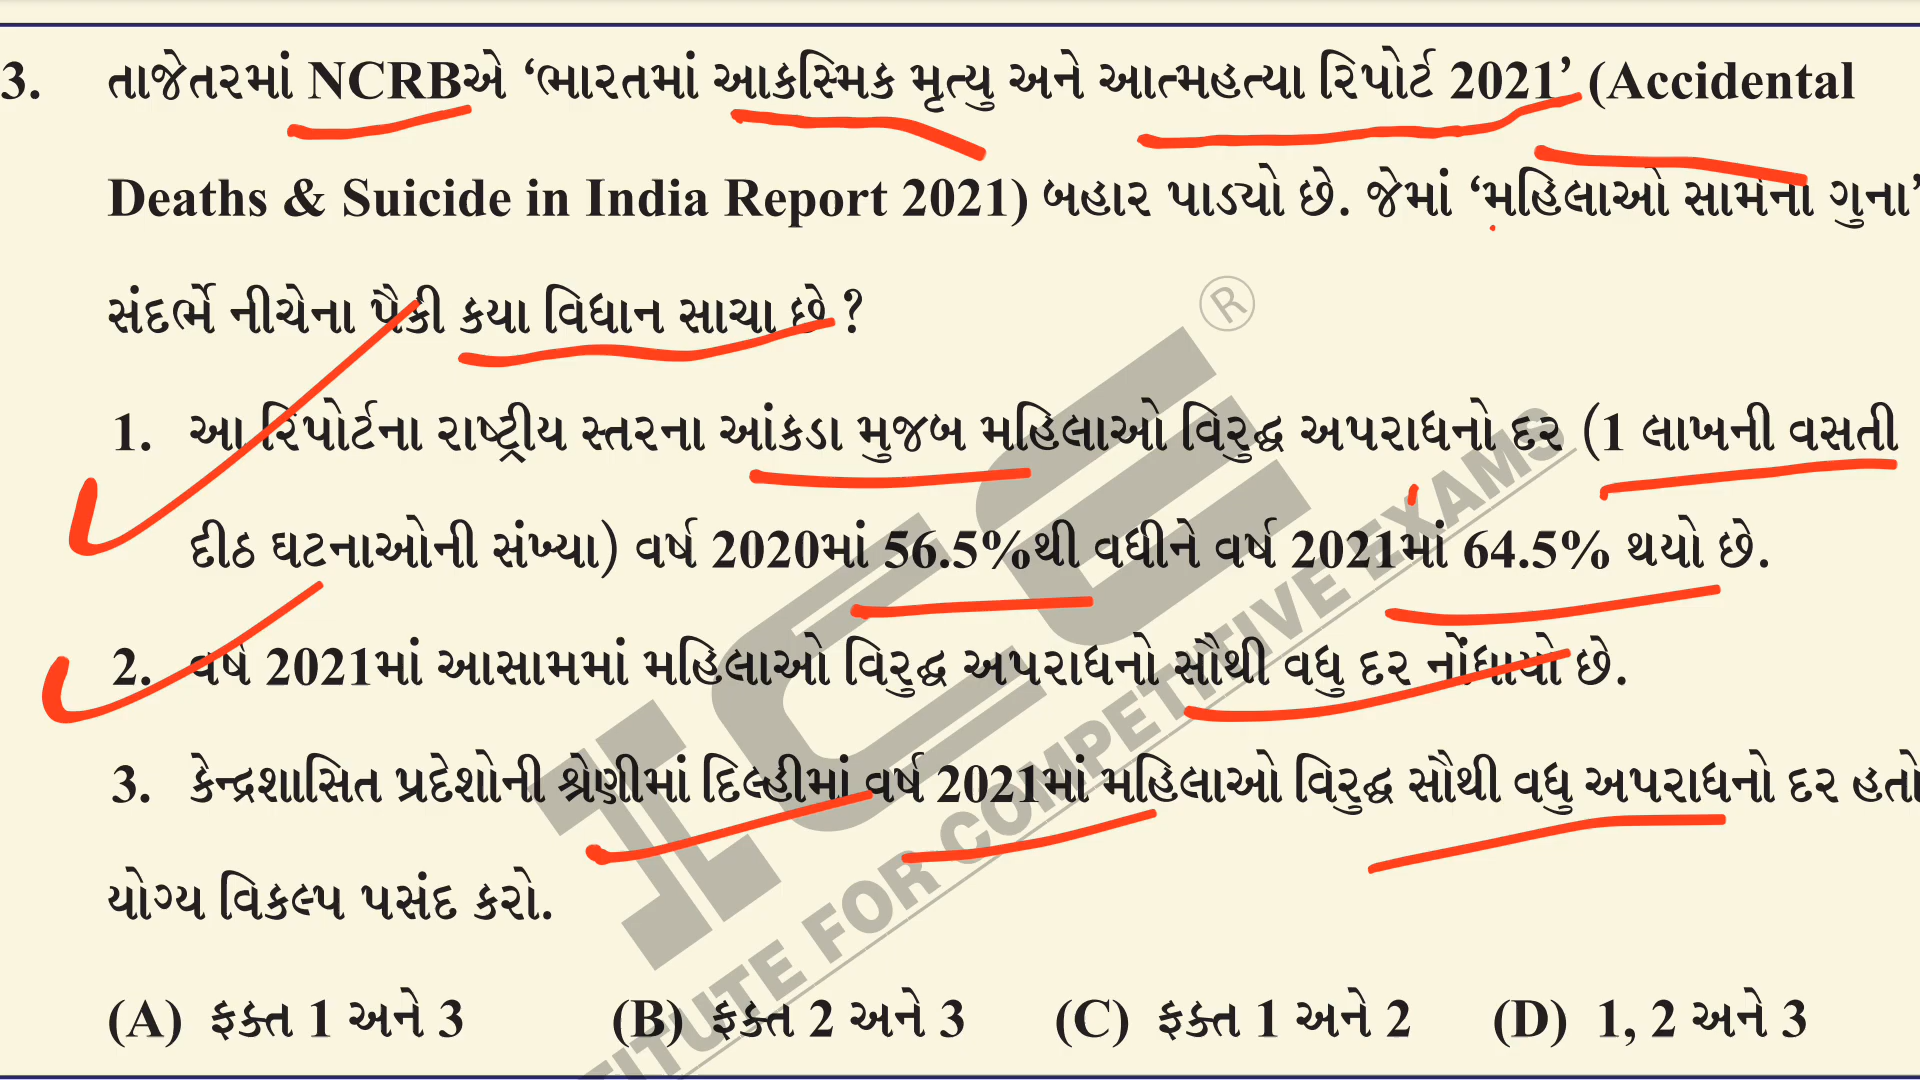 3. તાજેતરમાં NCRBએ ‘ભારતમાં આકસ્મિક મૃત્યુ અને આત્મહત્યા રિપોર્ટ 2021’ (Accidental
Deaths & Suicide in India Report 2021) બહાર પાડ્યો છે. જેમાં ‘મહિલાઓ સામેના ગુના’
સંદર્ભે નીચેના પૈકી કયા વિધાન સાચા છે ?
1. આ રિપોર્ટના રાષ્ટ્રીય સ્તરના આંકડા મુજબ મહિલાઓ વિરુદ્ધ અપરાધનો દર (1 લાખની વસતી
દીઠ ઘટનાઓની સંખ્યા) વર્ષ 2020માં 56.5%થી વધીને વર્ષ 2021માં 64.5% થયો છે.
2. વર્ષ 2021માં આસામમાં મહિલાઓ વિરુદ્ધ અપરાધનો સૌથી વધુ દર નોંધાયો છે.
3. કેન્દ્રશાસિત પ્રદેશોની શ્રેણીમાં દિલ્હીમાં વર્ષ 2021માં મહિલાઓ વિરુદ્ધ સૌથી વધુ અપરાધનો દર હતો
યોગ્ય વિકલ્પ પસંદ કરો.
(A) ફક્ત 1 અને 3 (B) ફક્ત 2 અને 3 (C) ફક્ત 1 અને 2 (D) 1, 2 અને 3
ICE ®
TITUTE FOR COMPETITIVE EXAMS